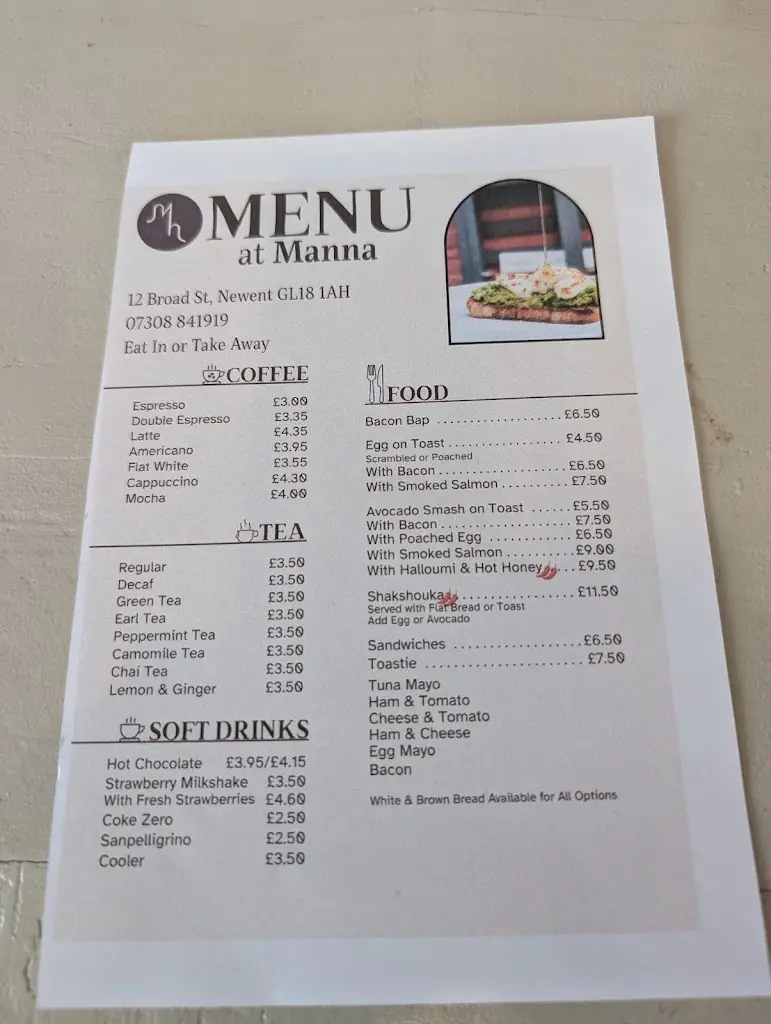 mh
MENU
at Manna
12 Broad St, Newent GL18 1AH
07308 841919
Eat In or Take Away
COFFEE
Espresso £3.00
Double Espresso £3.35
Latte £4.35
Americano £3.95
Flat White £3.55
Cappuccino £4.30
Mocha £4.00
TEA
Regular £3.50
Decaf £3.50
Green Tea £3.50
Earl Tea £3.50
Peppermint Tea £3.50
Camomile Tea £3.50
Chai Tea £3.50
Lemon & Ginger £3.50
SOFT DRINKS
Hot Chocolate £3.95/£4.15
Strawberry Milkshake £3.50
With Fresh Strawberries £4.60
Coke Zero £2.50
Sanpelligrino £2.50
Cooler £3.50
FOOD
Bacon Bap .................. £6.50
Egg on Toast ................ £4.50
Scrambled or Poached
With Bacon .................... £6.50
With Smoked Salmon .......... £7.50
Avocado Smash on Toast ...... £5.50
With Bacon .................... £7.50
With Poached Egg ............ £6.50
With Smoked Salmon .......... £9.00
With Halloumi & Hot Honey ... £9.50
Shakshouka .................. £11.50
Served with Flat Bread or Toast
Add Egg or Avocado
Sandwiches .................. £6.50
Toastie ...................... £7.50
Tuna Mayo
Ham & Tomato
Cheese & Tomato
Ham & Cheese
Egg Mayo
Bacon
White & Brown Bread Available for All Options